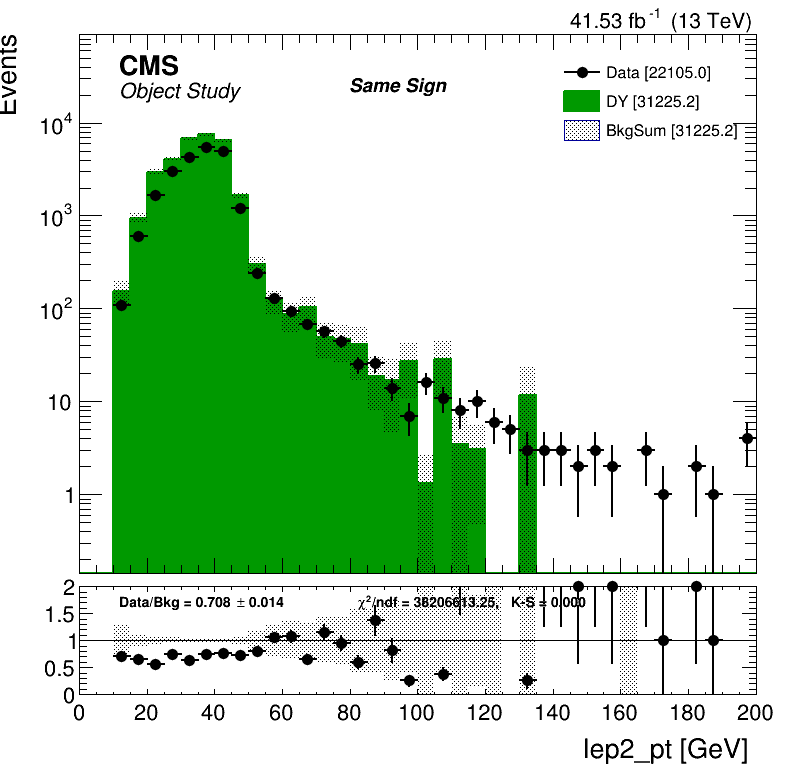 41.53 fb⁻¹ (13 TeV)
Events
CMS
Object Study
Same Sign
Data [22105.0]
DY [31225.2]
BkgSum [31225.2]
10⁴
10³
10²
10
1
Data/Bkg = 0.708 ± 0.014
χ²/ndf = 38206613.25, K-S = 0.000
2
1.5
1
0.5
0
0 20 40 60 80 100 120 140 160 180 200
lep2_pt [GeV]